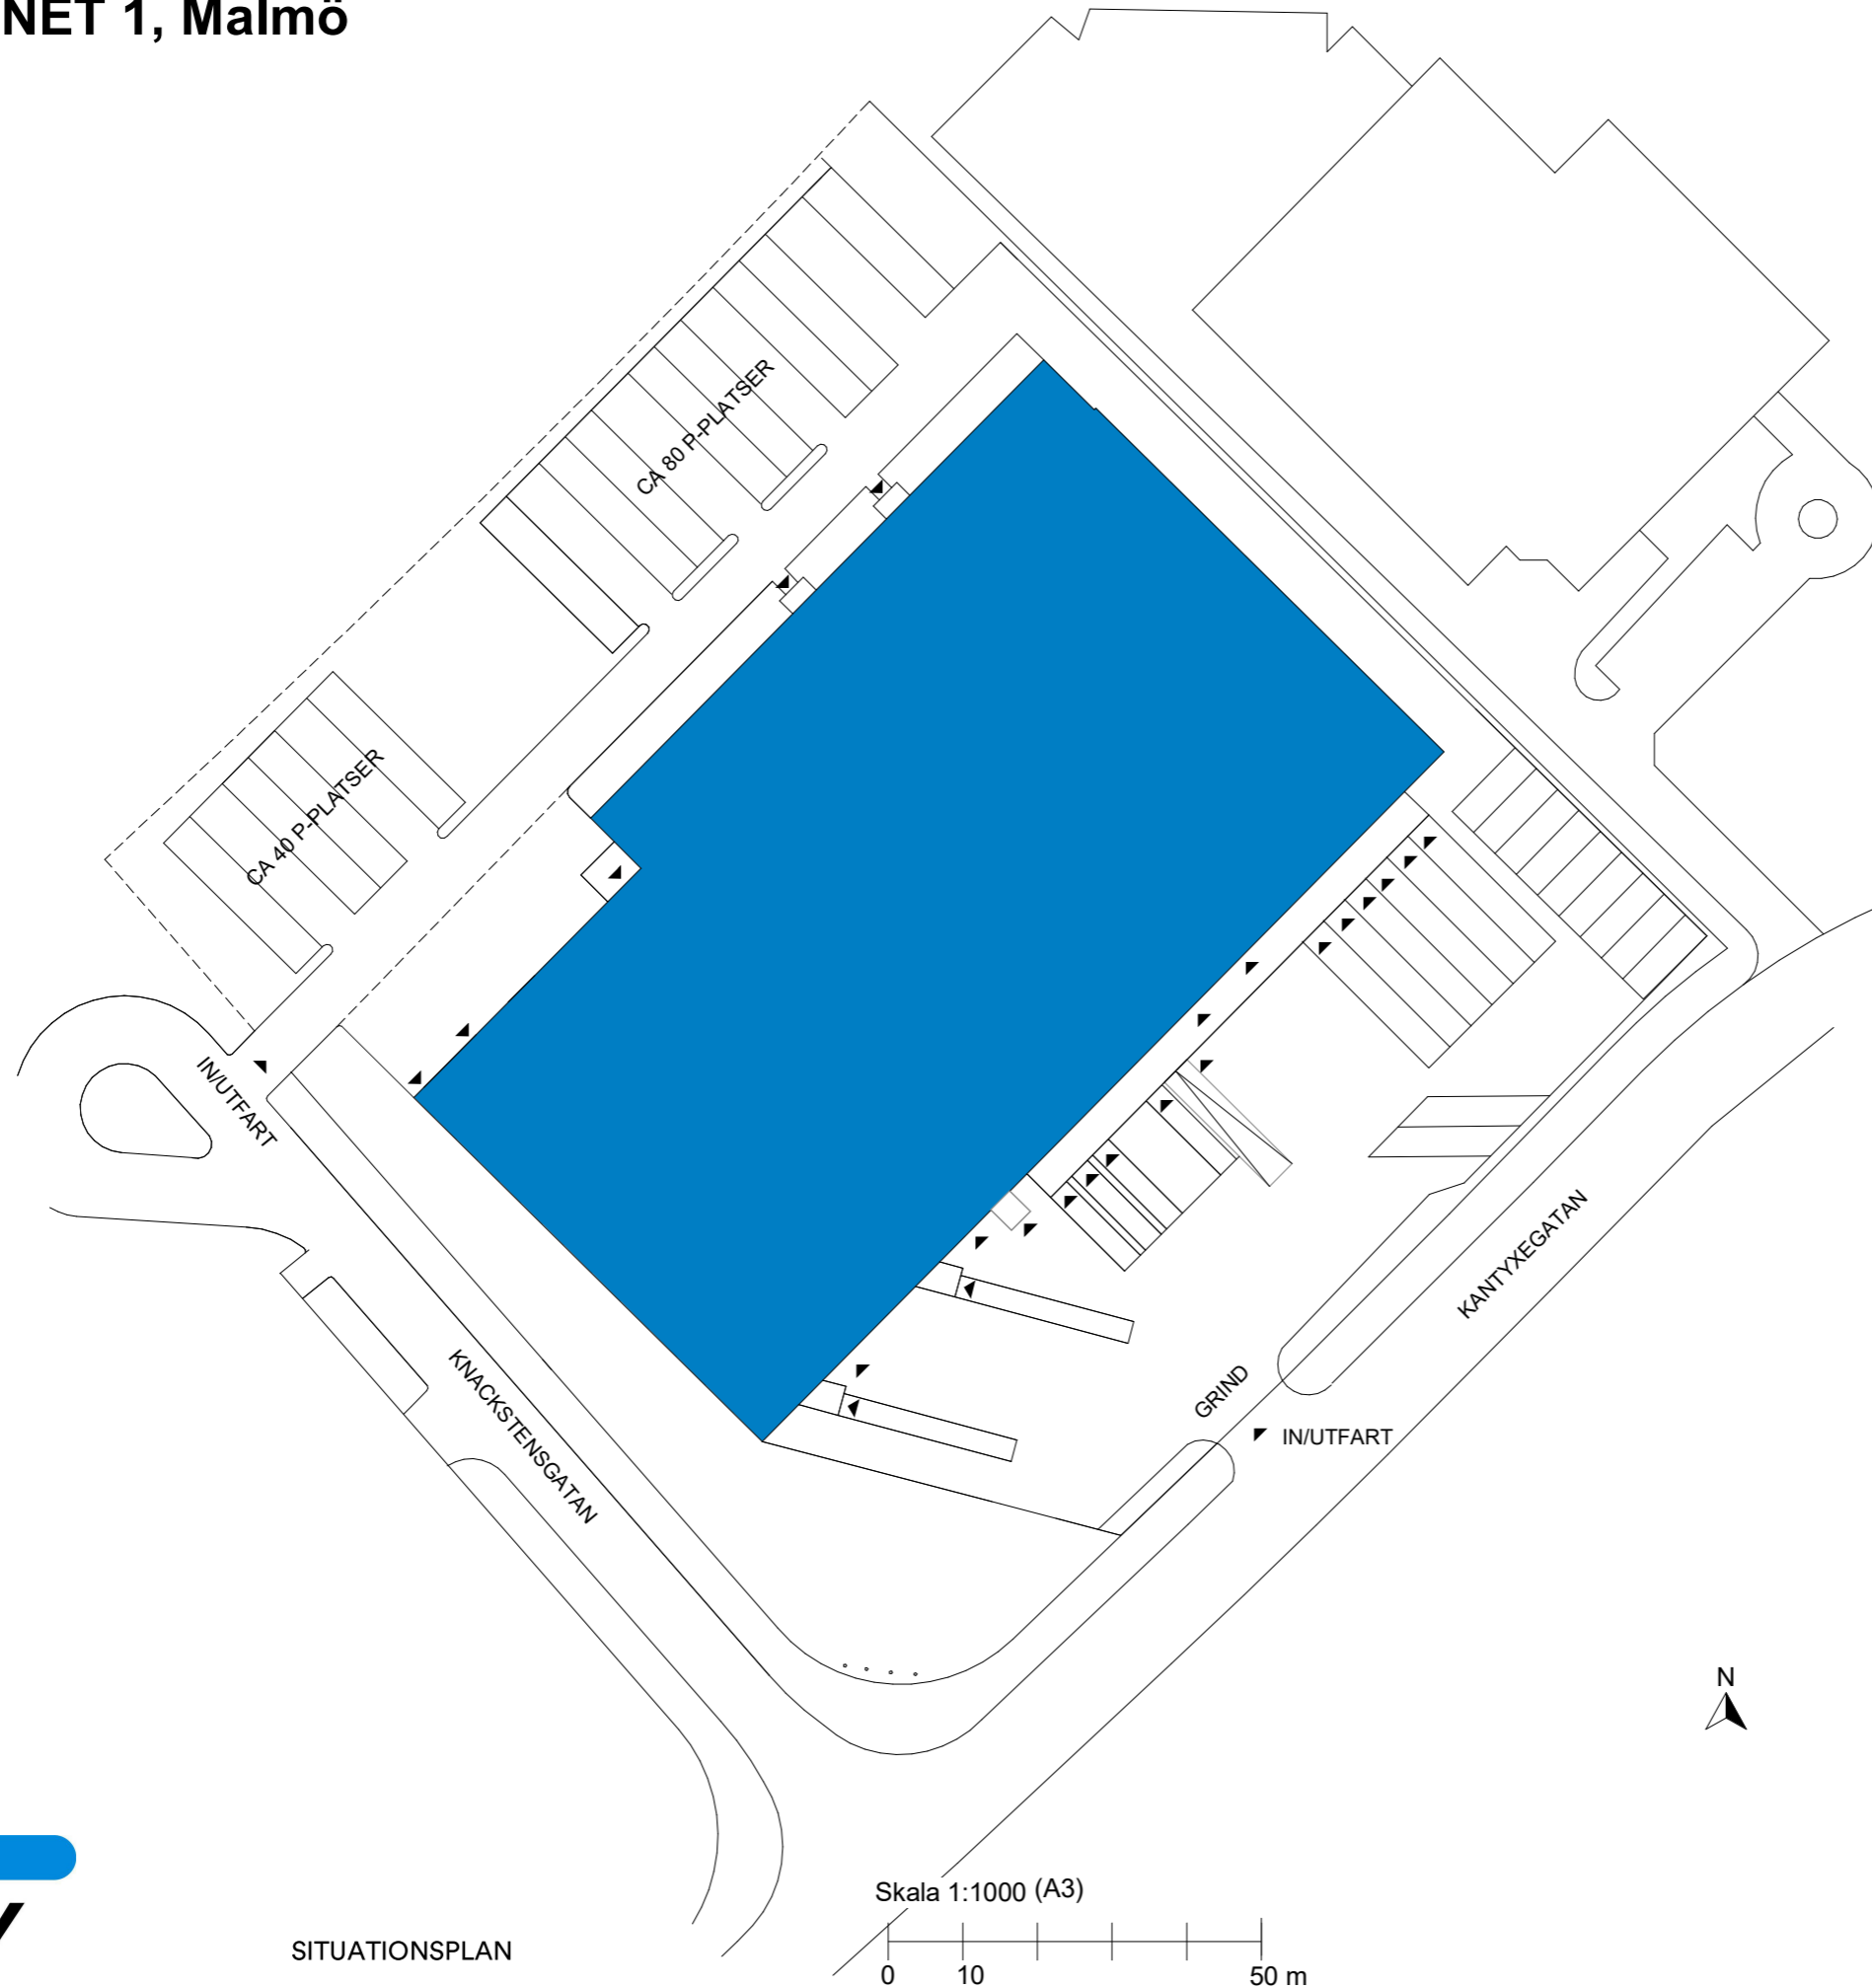 NET 1, Malmö
CA 80 P-PLATSER
CA 40 P-PLATSER
IN/UTFART
KNACKSTENSGATAN
KANTYXEGATAN
GRIND
IN/UTFART
N
Skala 1:1000 (A3)
0 10 50 m
SITUATIONSPLAN